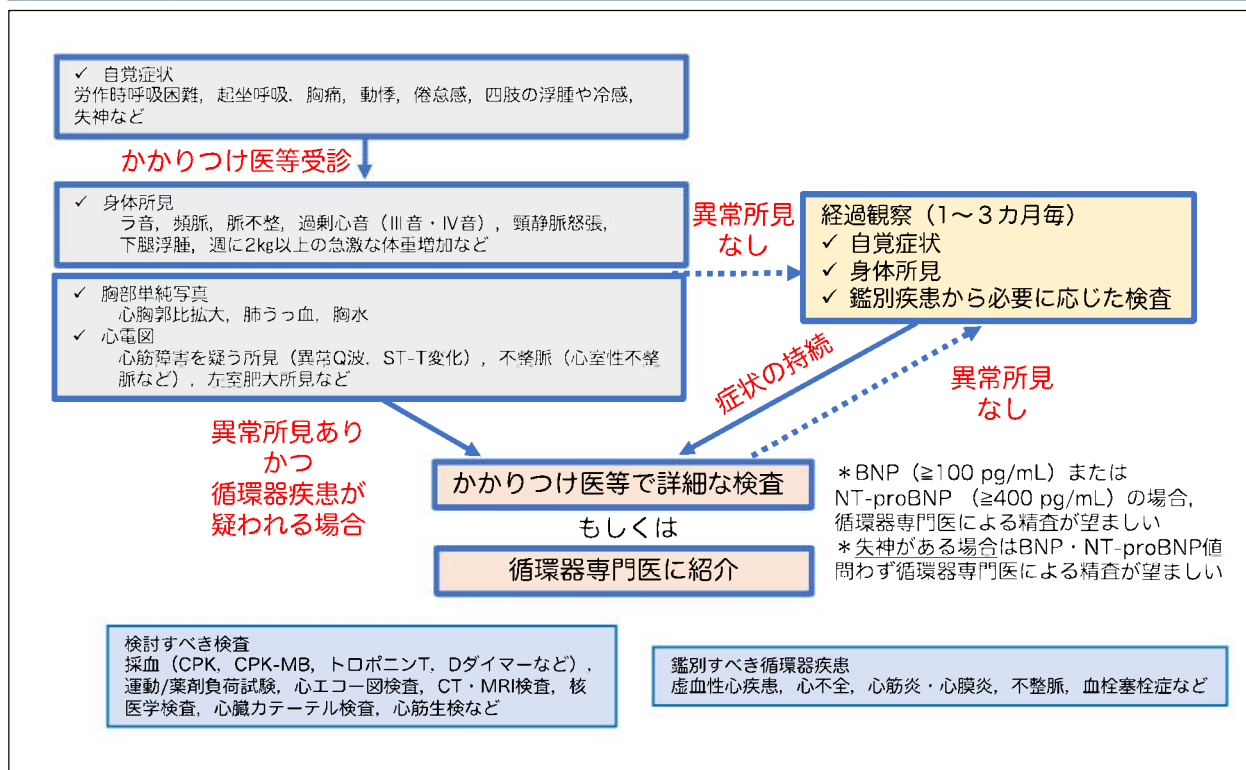 ✓ 自覚症状
労作時呼吸困難, 起坐呼吸、胸痛, 動悸, 倦怠感, 四肢の浮腫や冷感,
失神など
かかりつけ医等受診
✓ 身体所見
ラ音, 頻脈, 脈不整, 過剰心音（Ⅲ音・Ⅳ音）, 頸静脈怒張,
下腿浮腫, 週に2kg以上の急激な体重増加など
✓ 胸部単純写真
心胸郭比拡大, 肺うっ血, 胸水
✓ 心電図
心筋障害を疑う所見（異常Q波、ST-T変化）, 不整脈（心室性不整
脈など）, 左室肥大所見など
異常所見
なし
経過観察（1～3カ月毎）
✓ 自覚症状
✓ 身体所見
✓ 鑑別疾患から必要に応じた検査
症状の持続
異常所見
なし
異常所見あり
かつ
循環器疾患が
疑われる場合
かかりつけ医等で詳細な検査
もしくは
循環器専門医に紹介
＊BNP（≧100 pg/mL）または
NT-proBNP （≧400 pg/mL）の場合,
循環器専門医による精査が望ましい
＊失神がある場合はBNP・NT-proBNP値
問わず循環器専門医による精査が望ましい
検討すべき検査
採血（CPK, CPK-MB, トロポニンT, Dダイマーなど）,
運動/薬剤負荷試験, 心エコー図検査, CT・MRI検査, 核
医学検査, 心臓カテーテル検査, 心筋生検など
鑑別すべき循環器疾患
虚血性心疾患, 心不全, 心筋炎・心膜炎, 不整脈, 血栓塞栓症など